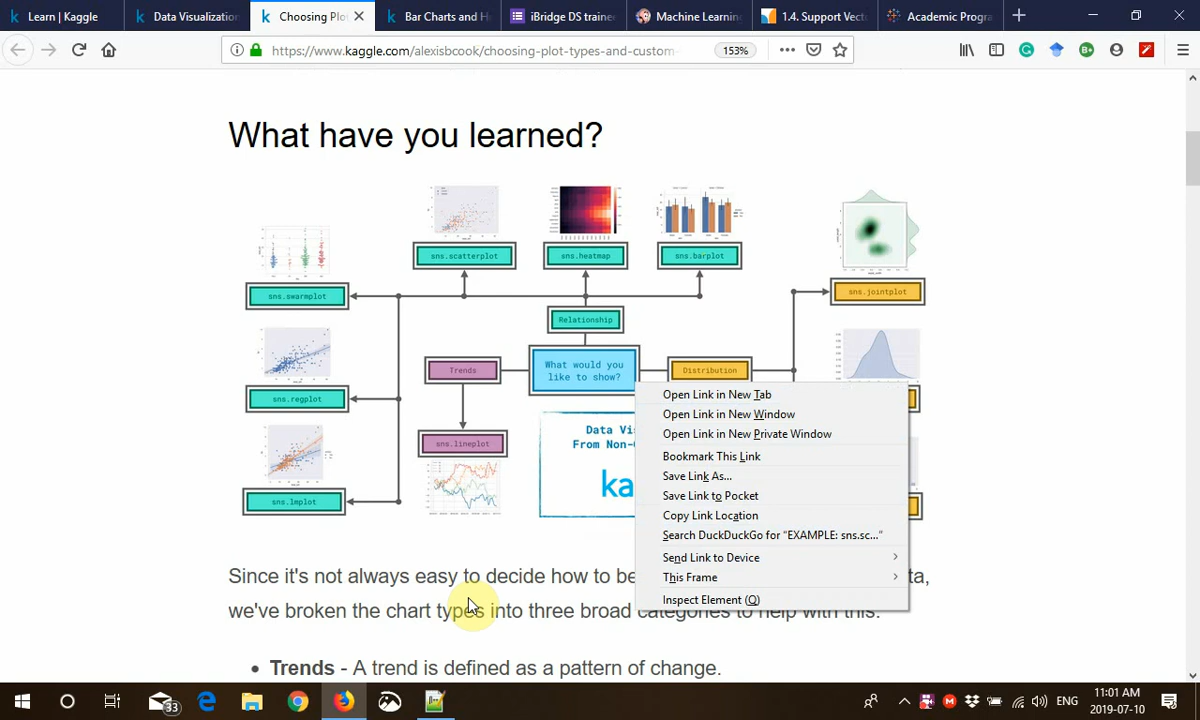 Learn | Kaggle
Data Visualization
Choosing Plo
Bar Charts and H
iBridge DS traine
Machine Learnin
1.4. Support Vect
Academic Progra
https://www.kaggle.com/alexisbcook/choosing-plot-types-and-custom-
153%
What have you learned?
sns.scatterplot
sns.heatmap
sns.barplot
sns.swarmplot
sns.jointplot
Relationship
Trends
What would you
like to show?
Distribution
sns.regplot
sns.lineplot
sns.lmplot
Data Vis
From Non-
ka
Open Link in New Tab
Open Link in New Window
Open Link in New Private Window
Bookmark This Link
Save Link As...
Save Link to Pocket
Copy Link Location
Search DuckDuckGo for "EXAMPLE: sns.sc..."
Send Link to Device
This Frame
Inspect Element (Q)
Since it's not always easy to decide how to be ta,
we've broken the chart types into three broad categories to help with this.
• Trends - A trend is defined as a pattern of change.
33
ENG
11:01 AM
2019-07-10